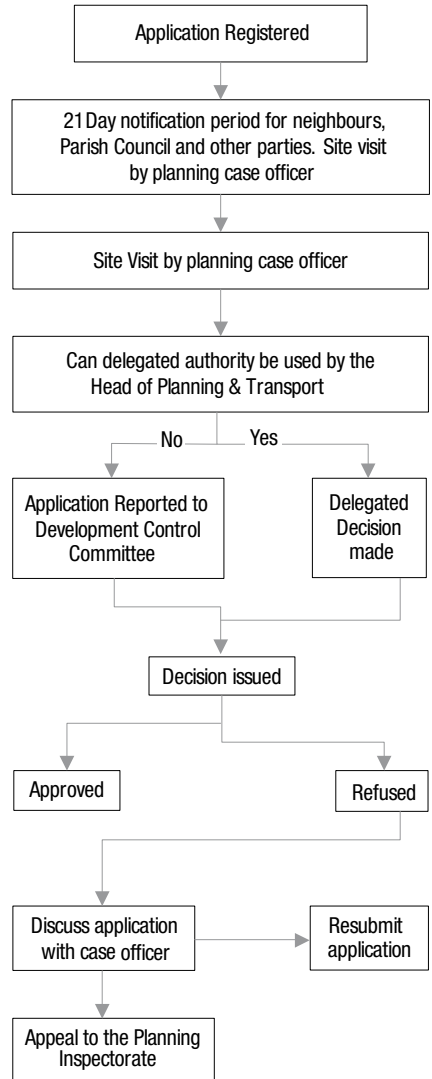 Application Registered
21 Day notification period for neighbours,
Parish Council and other parties. Site visit
by planning case officer
Site Visit by planning case officer
Can delegated authority be used by the
Head of Planning & Transport
No
Yes
Application Reported to
Development Control
Committee
Delegated
Decision
made
Decision issued
Approved
Refused
Discuss application
with case officer
Resubmit
application
Appeal to the Planning
Inspectorate